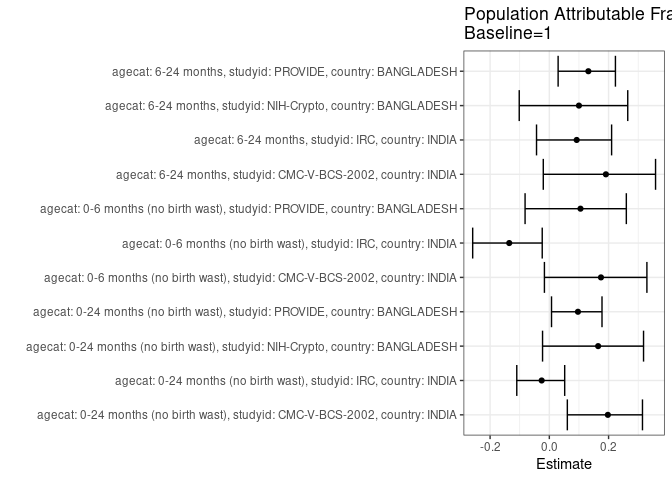 Population Attributable Fra
Baseline=1
agecat: 6-24 months, studyid: PROVIDE, country: BANGLADESH
agecat: 6-24 months, studyid: NIH-Crypto, country: BANGLADESH
agecat: 6-24 months, studyid: IRC, country: INDIA
agecat: 6-24 months, studyid: CMC-V-BCS-2002, country: INDIA
agecat: 0-6 months (no birth wast), studyid: PROVIDE, country: BANGLADESH
agecat: 0-6 months (no birth wast), studyid: IRC, country: INDIA
agecat: 0-6 months (no birth wast), studyid: CMC-V-BCS-2002, country: INDIA
agecat: 0-24 months (no birth wast), studyid: PROVIDE, country: BANGLADESH
agecat: 0-24 months (no birth wast), studyid: NIH-Crypto, country: BANGLADESH
agecat: 0-24 months (no birth wast), studyid: IRC, country: INDIA
agecat: 0-24 months (no birth wast), studyid: CMC-V-BCS-2002, country: INDIA
-0.2 0.0 0.2
Estimate